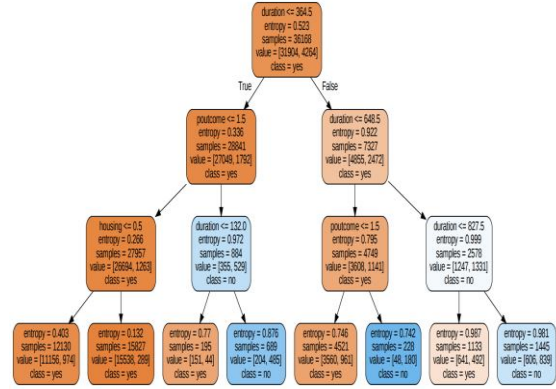 duration <= 364.5
entropy = 0.523
samples = 36168
value = [31904, 4264]
class = yes
True
False
poutcome <= 1.5
entropy = 0.336
samples = 28841
value = [27049, 1792]
class = yes
duration <= 648.5
entropy = 0.922
samples = 7327
value = [4855, 2472]
class = yes
housing <= 0.5
entropy = 0.266
samples = 27957
value = [26694, 1263]
class = yes
duration <= 132.0
entropy = 0.972
samples = 884
value = [355, 529]
class = no
poutcome <= 1.5
entropy = 0.795
samples = 4749
value = [3608, 1141]
class = yes
duration <= 827.5
entropy = 0.999
samples = 2578
value = [1247, 1331]
class = no
entropy = 0.403
samples = 12130
value = [11156, 974]
class = yes
entropy = 0.132
samples = 15827
value = [15538, 289]
class = yes
entropy = 0.77
samples = 195
value = [151, 44]
class = yes
entropy = 0.876
samples = 689
value = [204, 485]
class = no
entropy = 0.746
samples = 4521
value = [3560, 961]
class = yes
entropy = 0.742
samples = 228
value = [48, 180]
class = no
entropy = 0.987
samples = 1133
value = [641, 492]
class = yes
entropy = 0.981
samples = 1445
value = [606, 839]
class = no